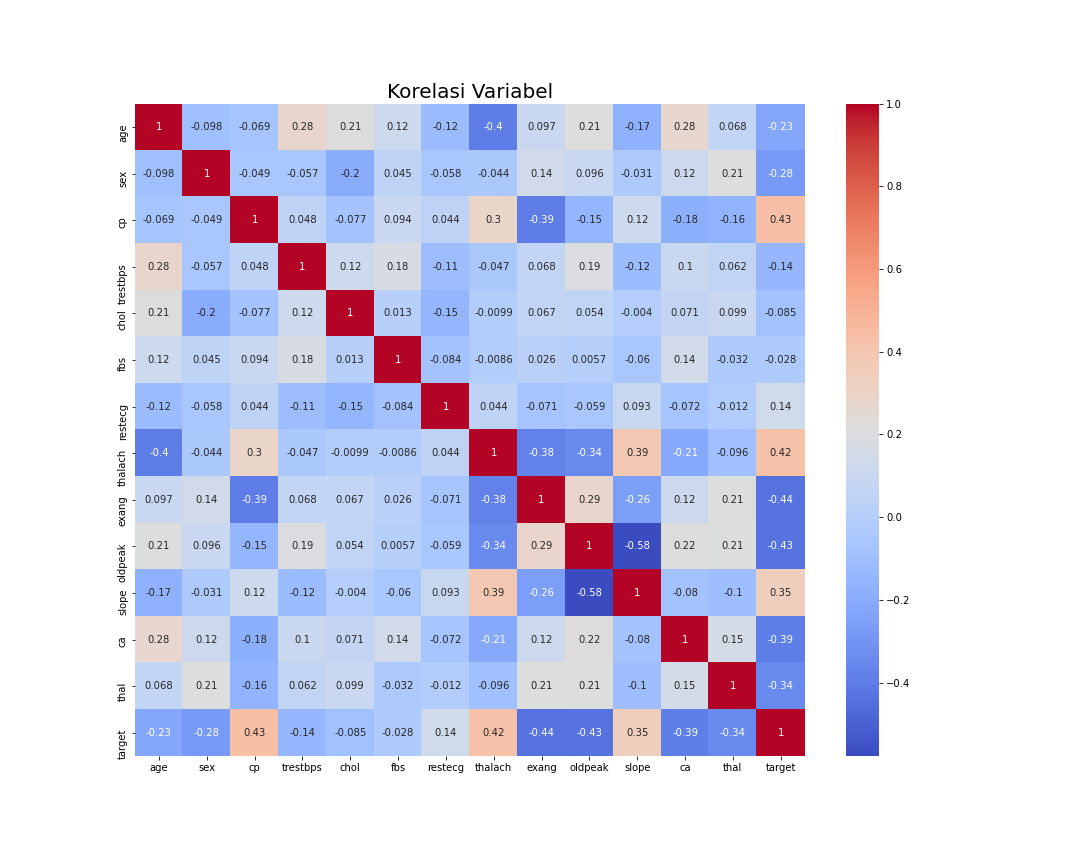 Korelasi Variabel
age 1 -0.098 -0.069 0.28 0.21 0.12 -0.12 -0.4 0.097 0.21 -0.17 0.28 0.068 -0.23
sex -0.098 1 -0.049 -0.057 -0.2 0.045 -0.058 -0.044 0.14 0.096 -0.031 0.12 0.21 -0.28
cp -0.069 -0.049 1 0.048 -0.077 0.094 0.044 0.3 -0.39 -0.15 0.12 -0.18 -0.16 0.43
trestbps 0.28 -0.057 0.048 1 0.12 0.18 -0.11 -0.047 0.068 0.19 -0.12 0.1 0.062 -0.14
chol 0.21 -0.2 -0.077 0.12 1 0.013 -0.15 -0.0099 0.067 0.054 -0.004 0.071 0.099 -0.085
fbs 0.12 0.045 0.094 0.18 0.013 1 -0.084 -0.0086 0.026 0.0057 -0.06 0.14 -0.032 -0.028
restecg -0.12 -0.058 0.044 -0.11 -0.15 -0.084 1 0.044 -0.071 -0.059 0.093 -0.072 -0.012 0.14
thalach -0.4 -0.044 0.3 -0.047 -0.0099 -0.0086 0.044 1 -0.38 -0.34 0.39 -0.21 -0.096 0.42
exang 0.097 0.14 -0.39 0.068 0.067 0.026 -0.071 -0.38 1 0.29 -0.26 0.12 0.21 -0.44
oldpeak 0.21 0.096 -0.15 0.19 0.054 0.0057 -0.059 -0.34 0.29 1 -0.58 0.22 0.21 -0.43
slope -0.17 -0.031 0.12 -0.12 -0.004 -0.06 0.093 0.39 -0.26 -0.58 1 -0.08 -0.1 0.35
ca 0.28 0.12 -0.18 0.1 0.071 0.14 -0.072 -0.21 0.12 0.22 -0.08 1 0.15 -0.39
thal 0.068 0.21 -0.16 0.062 0.099 -0.032 -0.012 -0.096 0.21 0.21 -0.1 0.15 1 -0.34
target -0.23 -0.28 0.43 -0.14 -0.085 -0.028 0.14 0.42 -0.44 -0.43 0.35 -0.39 -0.34 1
age sex cp trestbps chol fbs restecg thalach exang oldpeak slope ca thal target
1.0
0.8
0.6
0.4
0.2
0.0
−0.2
−0.4